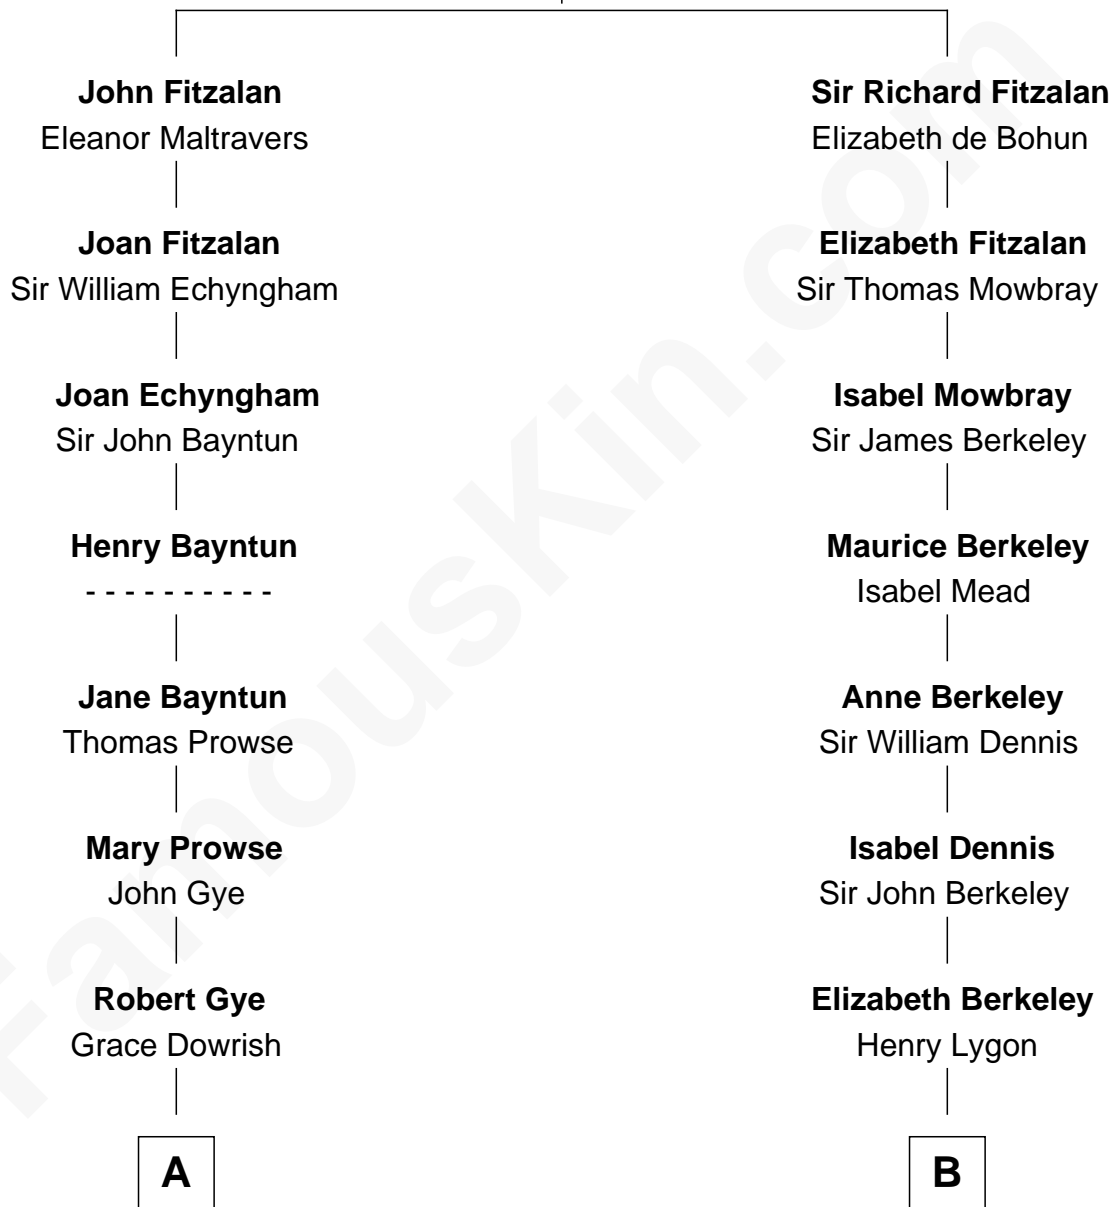 John Fitzalan
Eleanor Maltravers
Joan Fitzalan
Sir William Echyngham
Joan Echyngham
Sir John Bayntun
Henry Bayntun
- - - - - - - - - -
Jane Bayntun
Thomas Prowse
Mary Prowse
John Gye
Robert Gye
Grace Dowrish
A
Sir Richard Fitzalan
Elizabeth de Bohun
Elizabeth Fitzalan
Sir Thomas Mowbray
Isabel Mowbray
Sir James Berkeley
Maurice Berkeley
Isabel Mead
Anne Berkeley
Sir William Dennis
Isabel Dennis
Sir John Berkeley
Elizabeth Berkeley
Henry Lygon
B
FamousKin.com